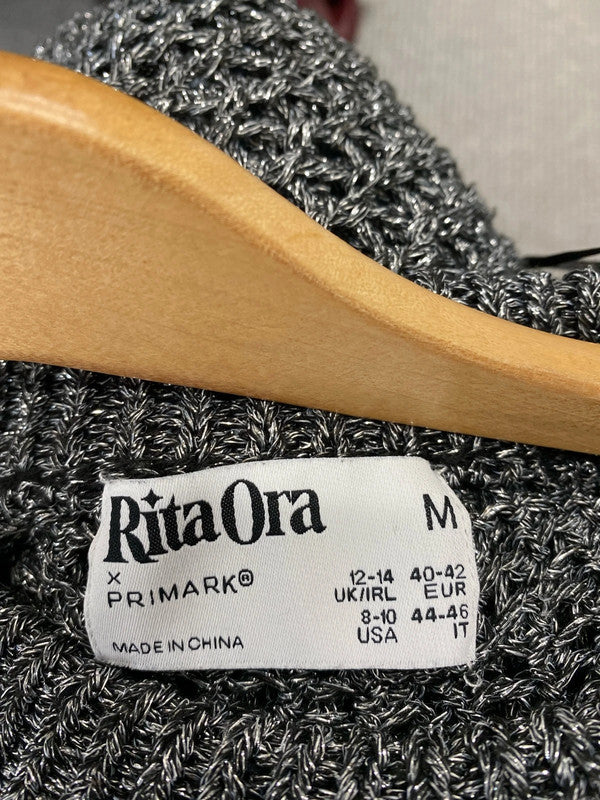 Rita Ora
M
x
PRIMARK®
12-14 40-42
UK/IRL EUR
8-10 44-46
USA IT
MADE IN CHINA